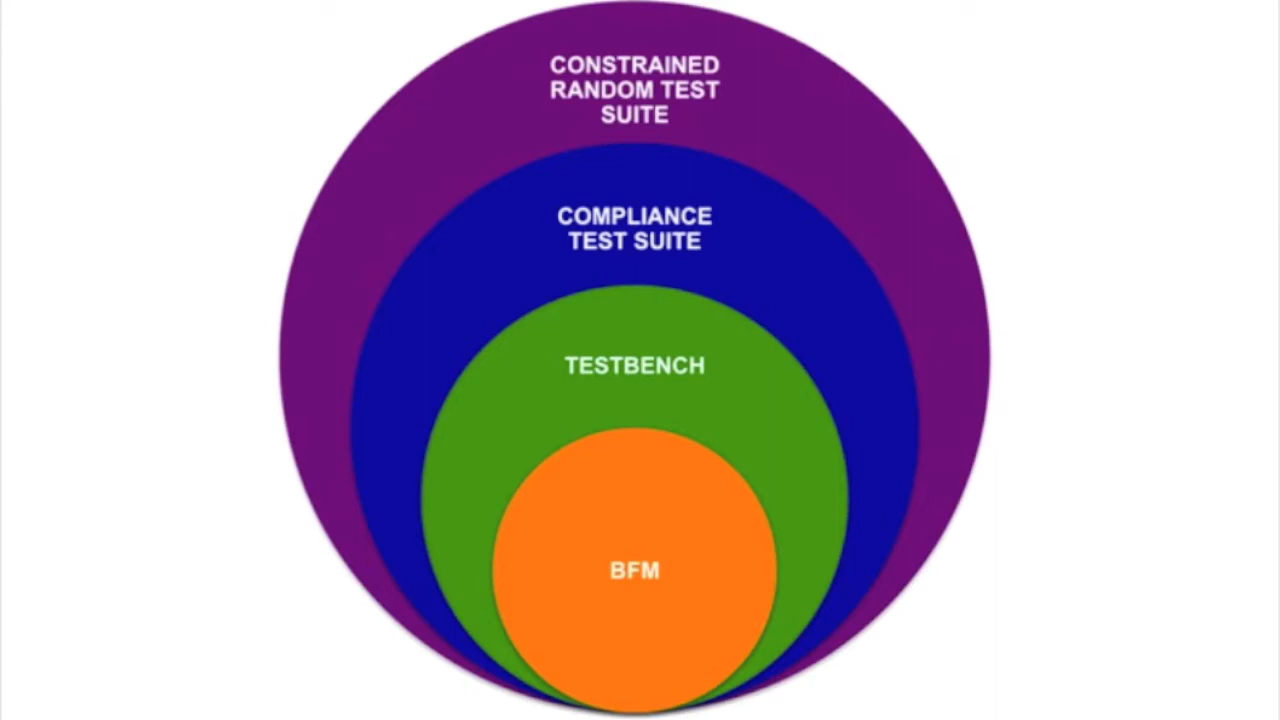 CONSTRAINED
RANDOM TEST
SUITE
COMPLIANCE
TEST SUITE
TESTBENCH
BFM